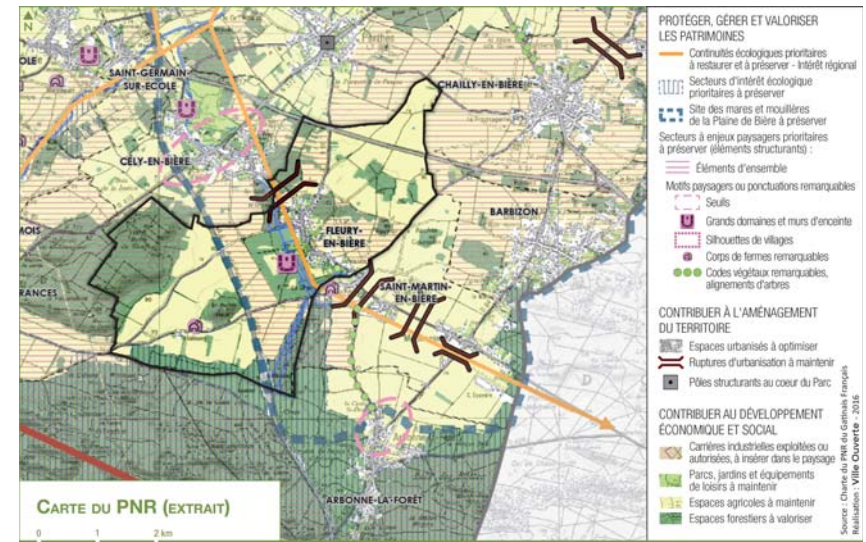 N
SAINT-GERMAIN-
SUR-ECOLE
Perthes
CHAILLY-EN-BIÈRE
CÉLY-EN-BIÈRE
BARBIZON
FLEURY-
EN-BIÈRE
SAINT-MARTIN-
EN-BIÈRE
ARBONNE-LA-FORÊT
CARTE DU PNR (EXTRAIT)
0 1 2 km
PROTÉGER, GÉRER ET VALORISER
LES PATRIMOINES
Continuités écologiques prioritaires
à restaurer et à préserver - Intérêt régional
Secteurs d'intérêt écologique
prioritaires à préserver
Site des mares et mouillères
de la Plaine de Bière à préserver
Secteurs à enjeux paysagers prioritaires
à préserver (éléments structurants) :
Éléments d'ensemble
Motifs paysagers ou ponctuations remarquables
Seuils
Grands domaines et murs d'enceinte
Silhouettes de villages
Corps de fermes remarquables
Codes végétaux remarquables,
alignements d'arbres
CONTRIBUER À L'AMÉNAGEMENT
DU TERRITOIRE
Espaces urbanisés à optimiser
Ruptures d'urbanisation à maintenir
Pôles structurants au coeur du Parc
CONTRIBUER AU DÉVELOPPEMENT
ÉCONOMIQUE ET SOCIAL
Carrières industrielles exploitées ou
autorisées, à insérer dans le paysage
Parcs, jardins et équipements
de loisirs à maintenir
Espaces agricoles à maintenir
Espaces forestiers à valoriser
Source : Charte du PNR du Gatinais Français
Réalisation : Ville Ouverte - 2016